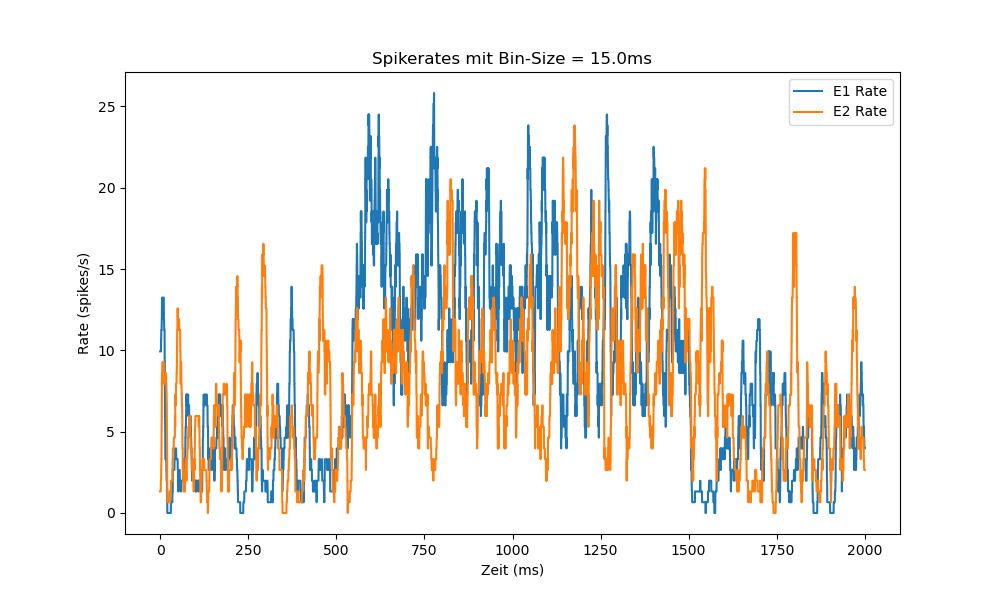 Spikerates mit Bin-Size = 15.0ms
E1 Rate
E2 Rate
25
20
15
10
5
0
Rate (spikes/s)
0 250 500 750 1000 1250 1500 1750 2000
Zeit (ms)